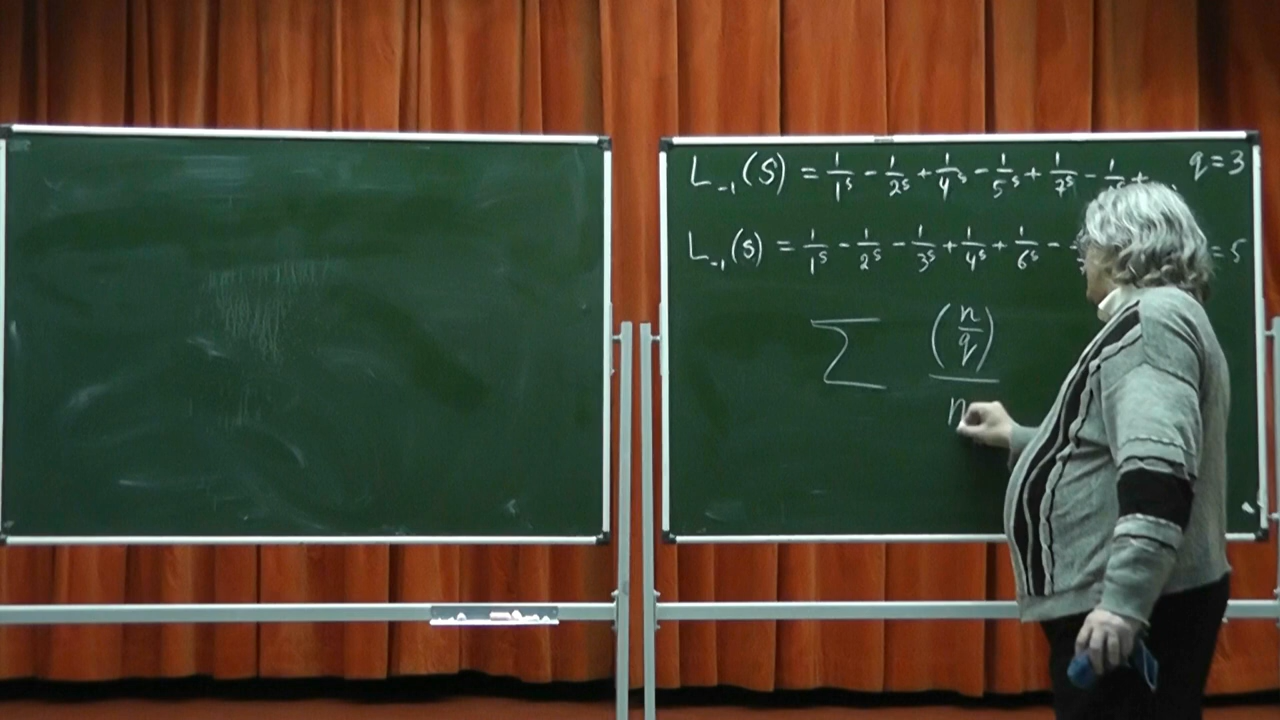 L₋₁(S) = 1/1ˢ - 1/2ˢ + 1/4ˢ - 1/5ˢ + 1/7ˢ - q = 3
L₋₁(s) = 1/1ˢ - 1/2ˢ - 1/3ˢ + 1/4ˢ + 1/6ˢ - = 5
∑ (n/q)/n